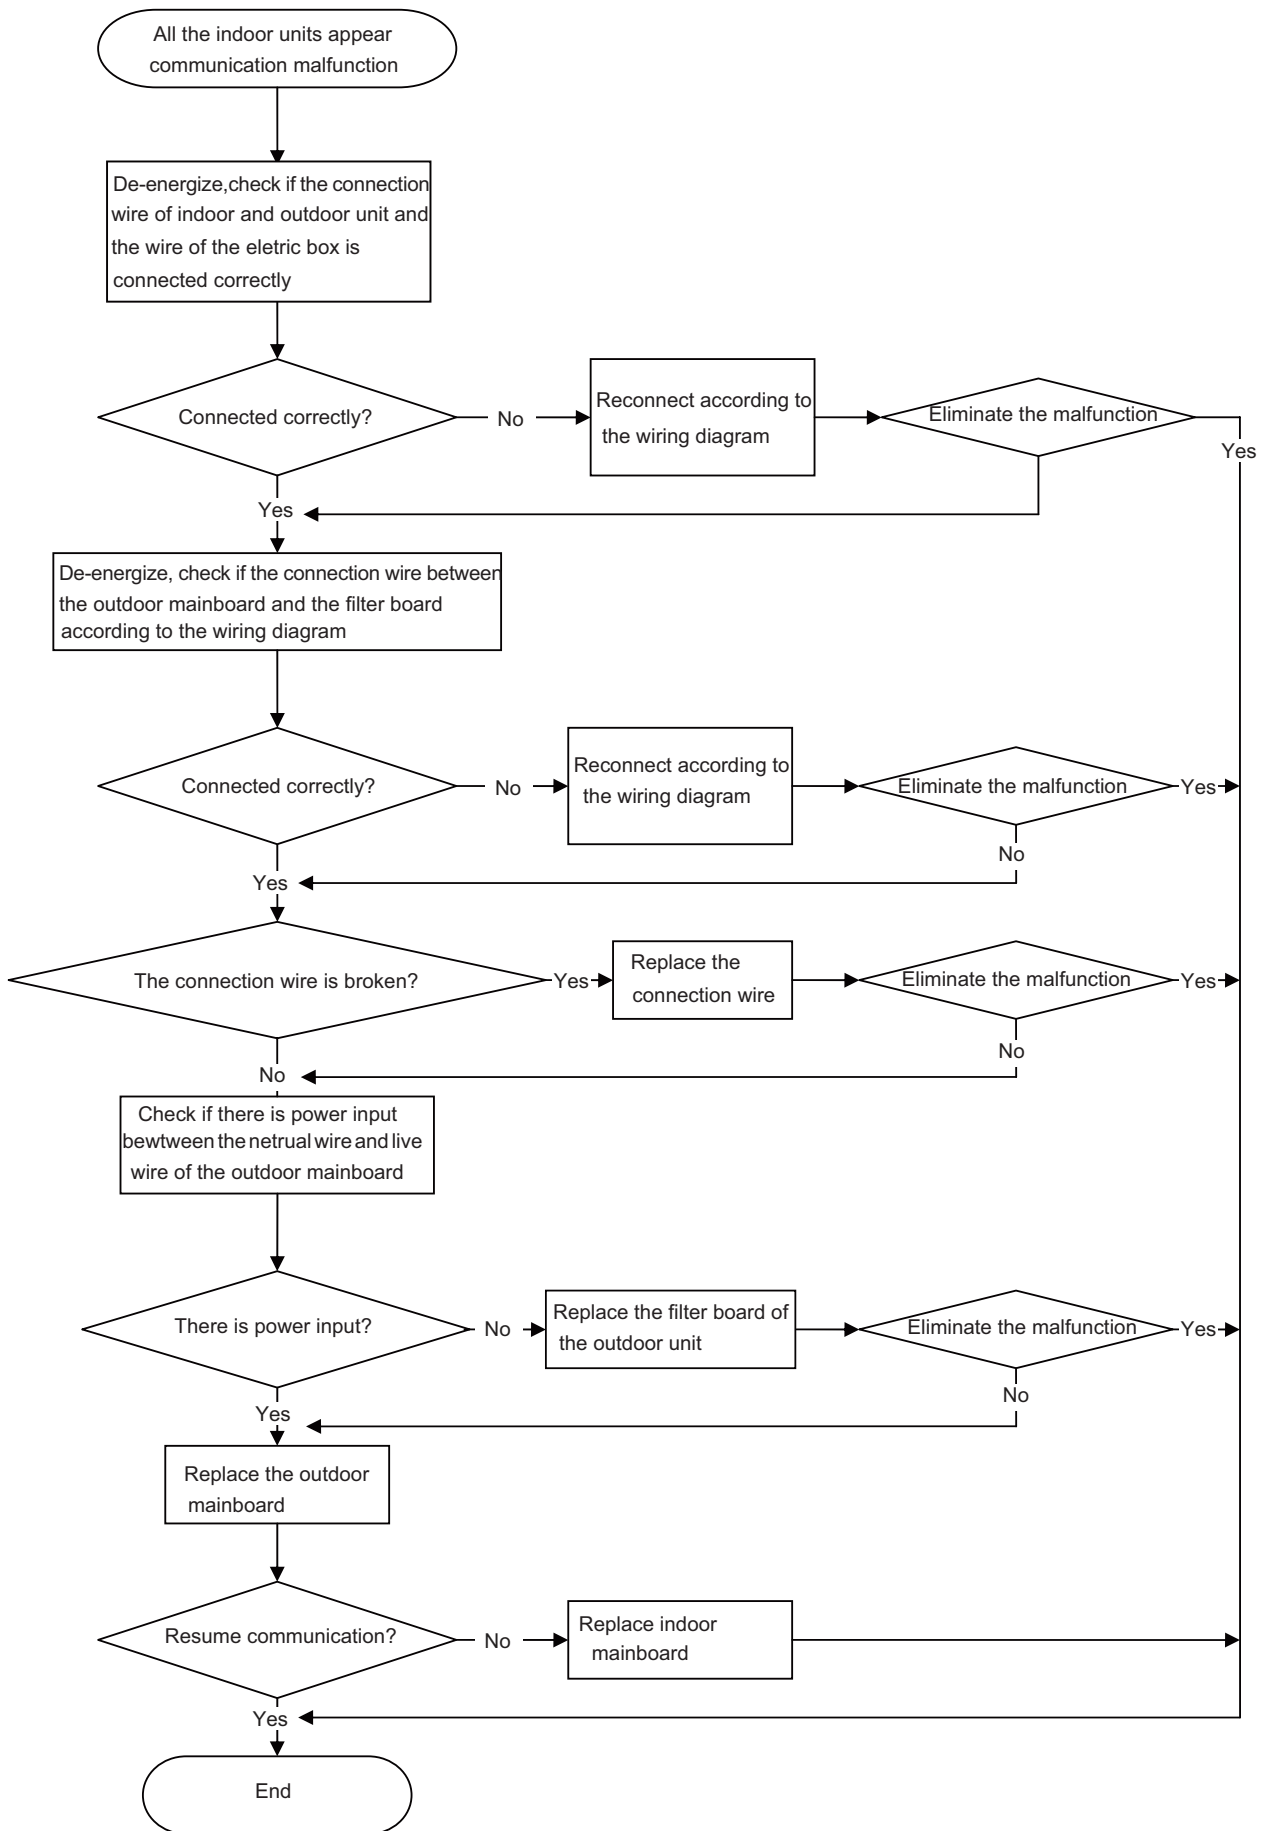 All the indoor units appear
communication malfunction
De-energize,check if the connection
wire of indoor and outdoor unit and
the wire of the eletric box is
connected correctly
Connected correctly?
No
Reconnect according to
the wiring diagram
Eliminate the malfunction
Yes
Yes
De-energize, check if the connection wire between
the outdoor mainboard and the filter board
according to the wiring diagram
Connected correctly?
No
Reconnect according to
the wiring diagram
Eliminate the malfunction
Yes
No
Yes
The connection wire is broken?
Yes
Replace the
connection wire
Eliminate the malfunction
Yes
No
No
Check if there is power input
bewtween the netrual wire and live
wire of the outdoor mainboard
There is power input?
No
Replace the filter board of
the outdoor unit
Eliminate the malfunction
Yes
No
Yes
Replace the outdoor
mainboard
Resume communication?
No
Replace indoor
mainboard
Yes
End